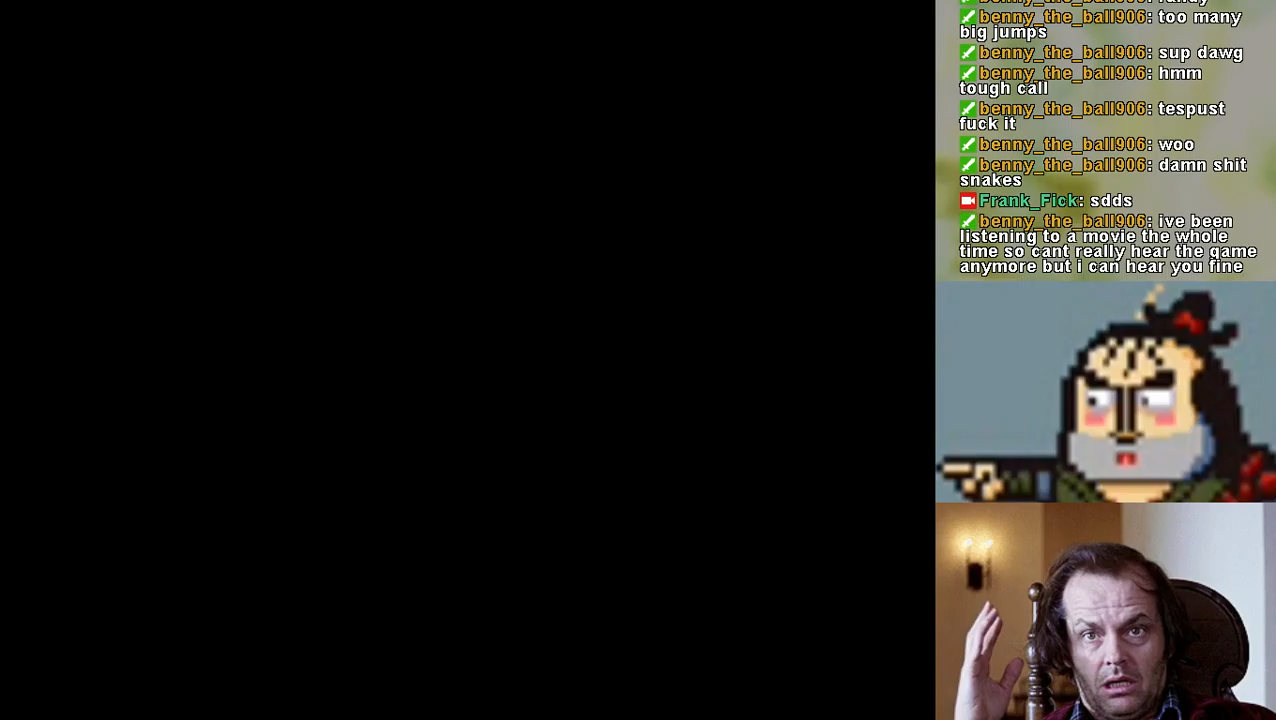 benny_the_ball906: too many
big jumps
benny_the_ball906: sup dawg
benny_the_ball906: hmm
tough call
benny_the_ball906: tespust
fuck it
benny_the_ball906: woo
benny_the_ball906: damn shit
snakes
Frank_Fick: sdds
benny_the_ball906: ive been
listening to a movie the whole
time so cant really hear the game
anymore but i can hear you fine